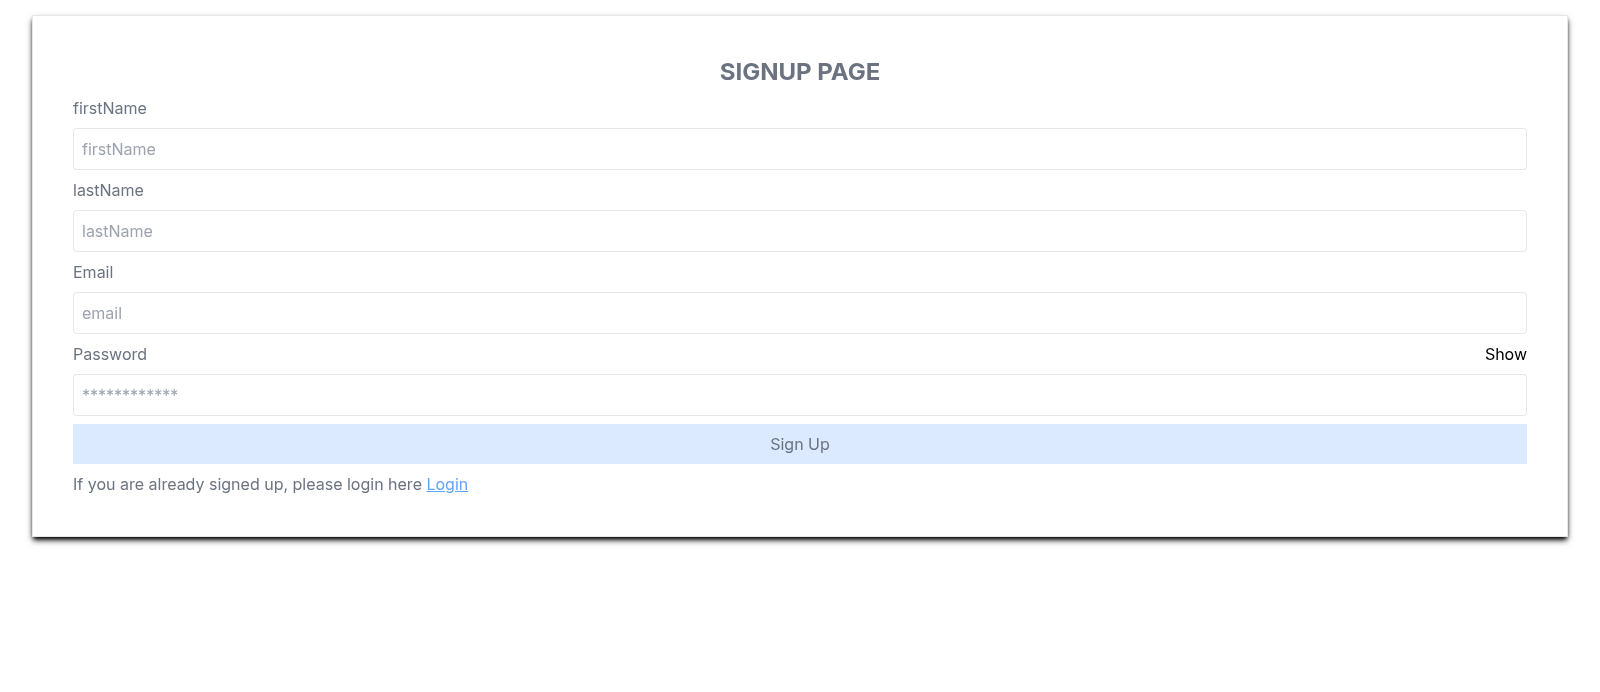 SIGNUP PAGE
firstName
firstName
lastName
lastName
Email
email
Password Show
************
Sign Up
If you are already signed up, please login here Login